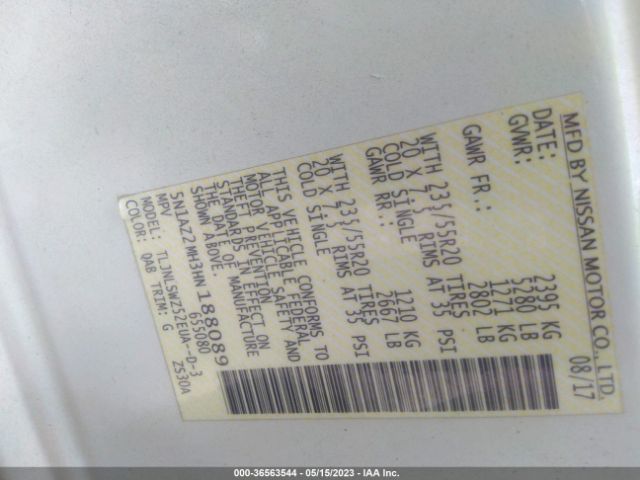 MFD BY NISSAN MOTOR CO., LTD.
DATE: 08/17
GVWR: 2395 KG
5280 LB
GAWR FR.: 1271 KG
2802 LB
WITH 235/55R20 TIRES
20 X 7.5 RIMS AT 35 PSI
COLD SINGLE
GAWR RR.: 1210 KG
2667 LB
WITH 235/55R20 TIRES
20 X 7.5 RIMS AT 35 PSI
COLD SINGLE
THIS VEHICLE CONFORMS TO
ALL APPLICABLE FEDERAL
MOTOR VEHICLE SAFETY AND
THEFT PREVENTION
STANDARDS IN EFFECT ON
THE DATE OF MANUFACTURE
SHOWN ABOVE.
5N1AZ2MH3HN188089
MPV 655080
MODEL: TLJNLSWZ52EUA--D-3
COLOR: QAB TRIM: G ZS30A
000-36563544 / 05/15/2023 - IAA Inc.